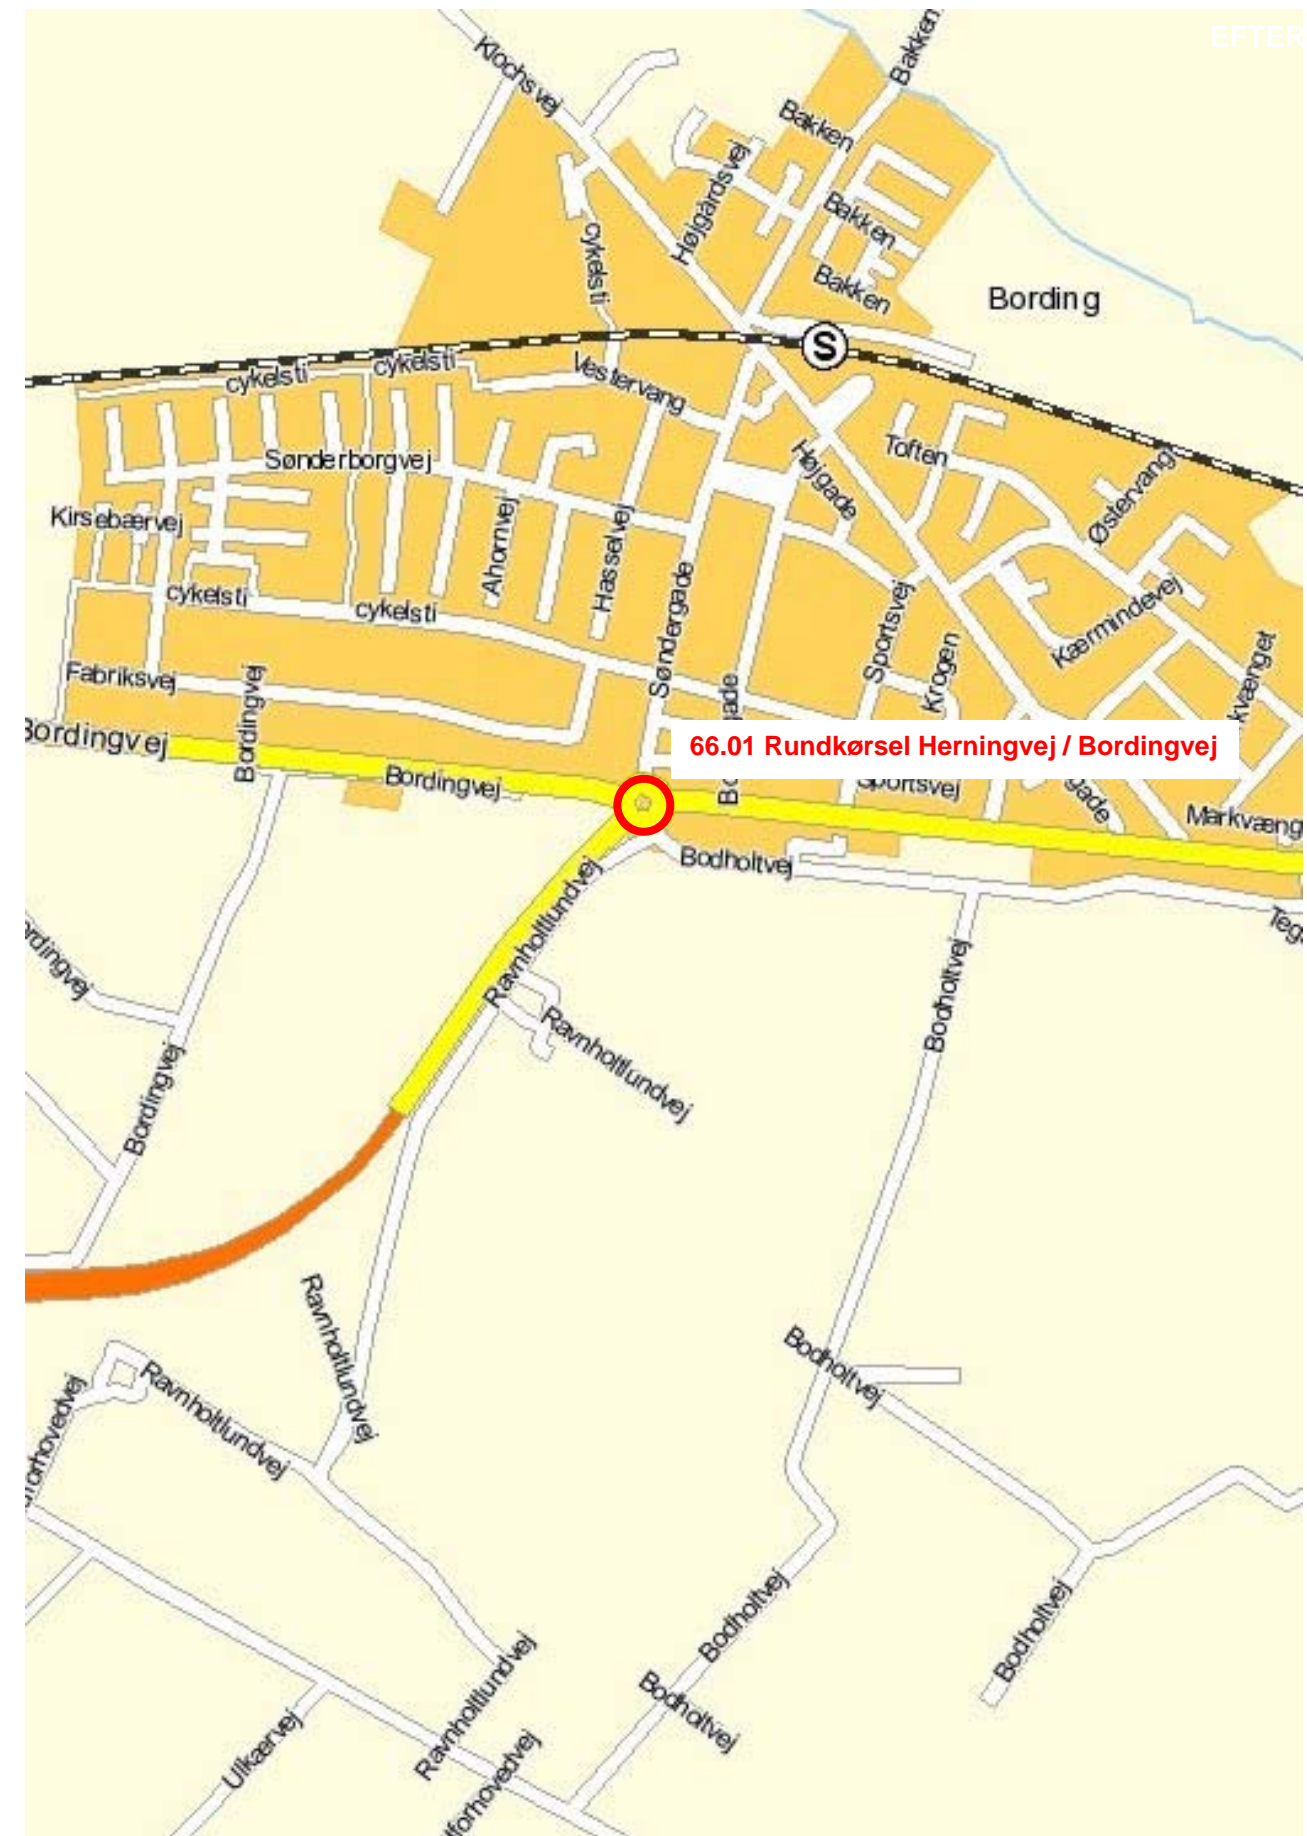 EFTER
Bakken
Klochsvej
Bakken
Højgårdsvej
Bakken
cykelsti
Bakken
Bording
S
cykelsti
cykelsti
Vestervang
Sønderborgvej
Højgade
Toften
Østervang
Kirsebærvej
Ahornvej
Hasselvej
cykelsti
cykelsti
Søndergade
Sportsvej
Krogen
Kærmindevej
Fabriksvej
Bordingvej
Bordingvej
66.01 Rundkørsel Herningvej / Bordingvej
Bordingvej
Sportsvej
gade
Markvæng
Ravnholtlundvej
Bodholtvej
Bodholtvej
Ravnholtlundvej
Bordingvej
Ravnholtlundvej
Bodholtvej
Ravnholtlundvej
Bodholtvej
Bodholtvej
Bodholtvej
Ravnholtlundvej
Ulkærvej